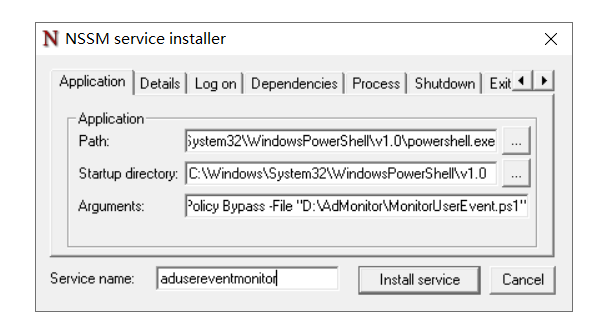 NSSM service installer
Application Details Log on Dependencies Process Shutdown Exit
Application
Path: System32\WindowsPowerShell\v1.0\powershell.exe ...
Startup directory: C:\Windows\System32\WindowsPowerShell\v1.0 ...
Arguments: Policy Bypass -File "D:\AdMonitor\MonitorUserEvent.ps1"
Service name: adusereventmonitor Install service Cancel